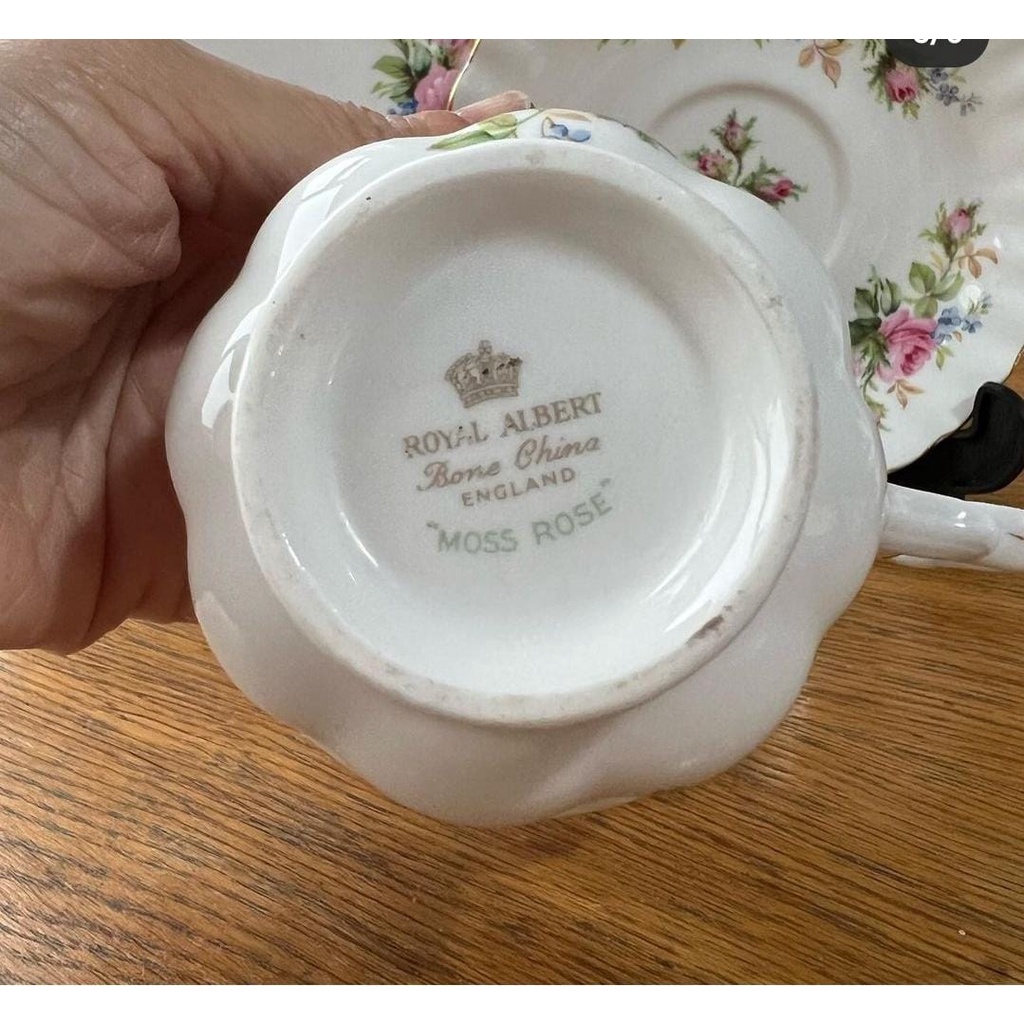 ROYAL ALBERT
Bone China
ENGLAND
"MOSS ROSE"